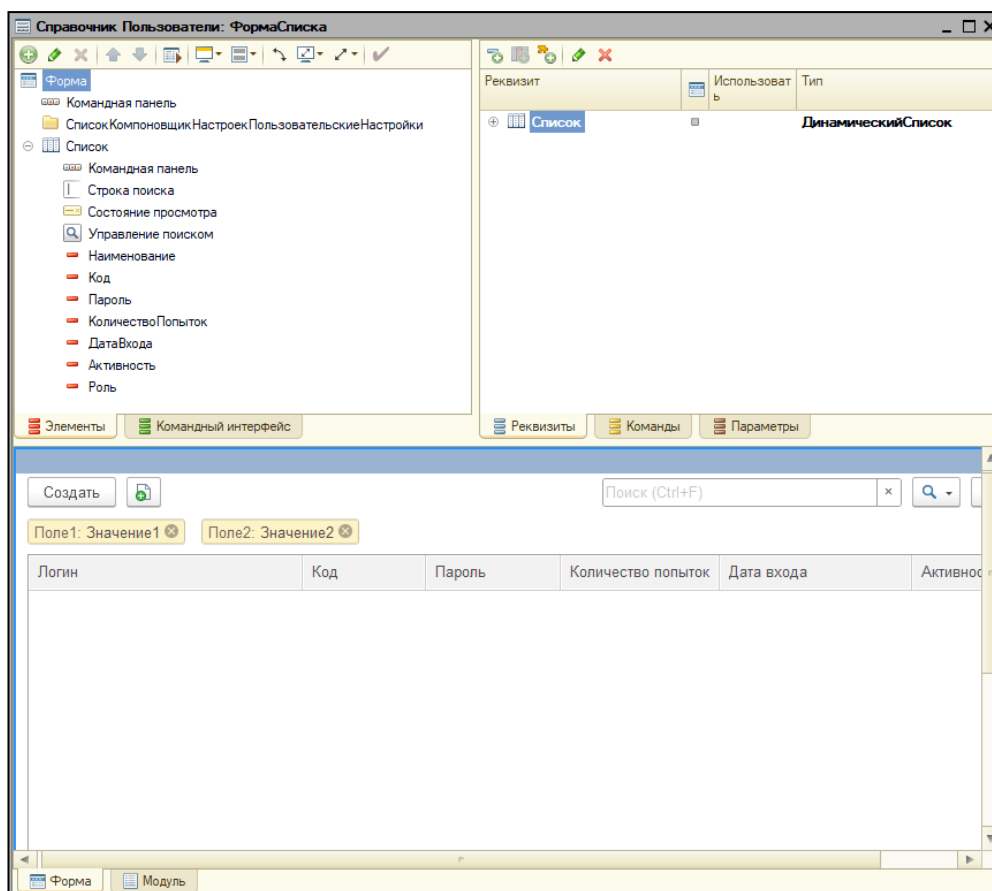 Справочник Пользователи: ФормаСписка
Форма
Командная панель
СписокКомпоновщикНастроекПользовательскиеНастройки
Список
Командная панель
Строка поиска
Состояние просмотра
Управление поиском
Наименование
Код
Пароль
КоличествоПопыток
ДатаВхода
Активность
Роль
Элементы Командный интерфейс
Реквизит Использоват Тип
ь
Список ДинамическийСписок
Реквизиты Команды Параметры
Создать Поиск (Ctrl+F)
Поле1: Значение1 Поле2: Значение2
Логин Код Пароль Количество попыток Дата входа Активнос
Форма Модуль